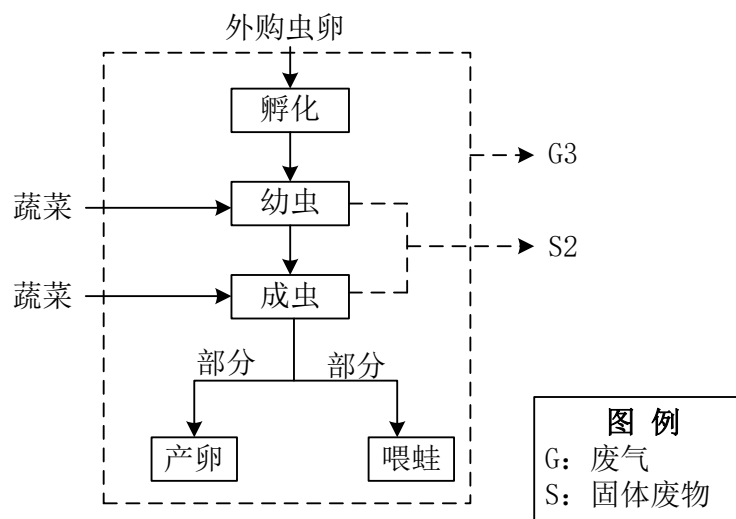 外购虫卵
孵化
G3
蔬菜
幼虫
S2
蔬菜
成虫
部分
部分
产卵
喂蛙
图 例
G: 废气
S: 固体废物